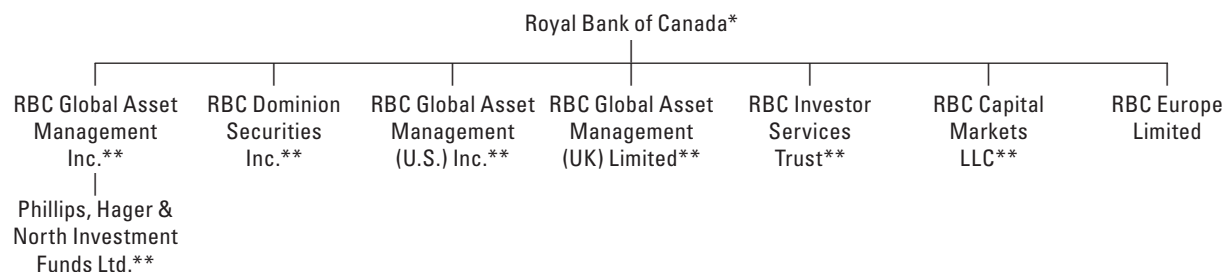 Royal Bank of Canada*
RBC Global Asset
Management
Inc.**
RBC Dominion
Securities
Inc.**
RBC Global Asset
Management
(U.S.) Inc.**
RBC Global Asset
Management
(UK) Limited**
RBC Investor
Services
Trust**
RBC Capital
Markets
LLC**
RBC Europe
Limited
Phillips, Hager &
North Investment
Funds Ltd.**